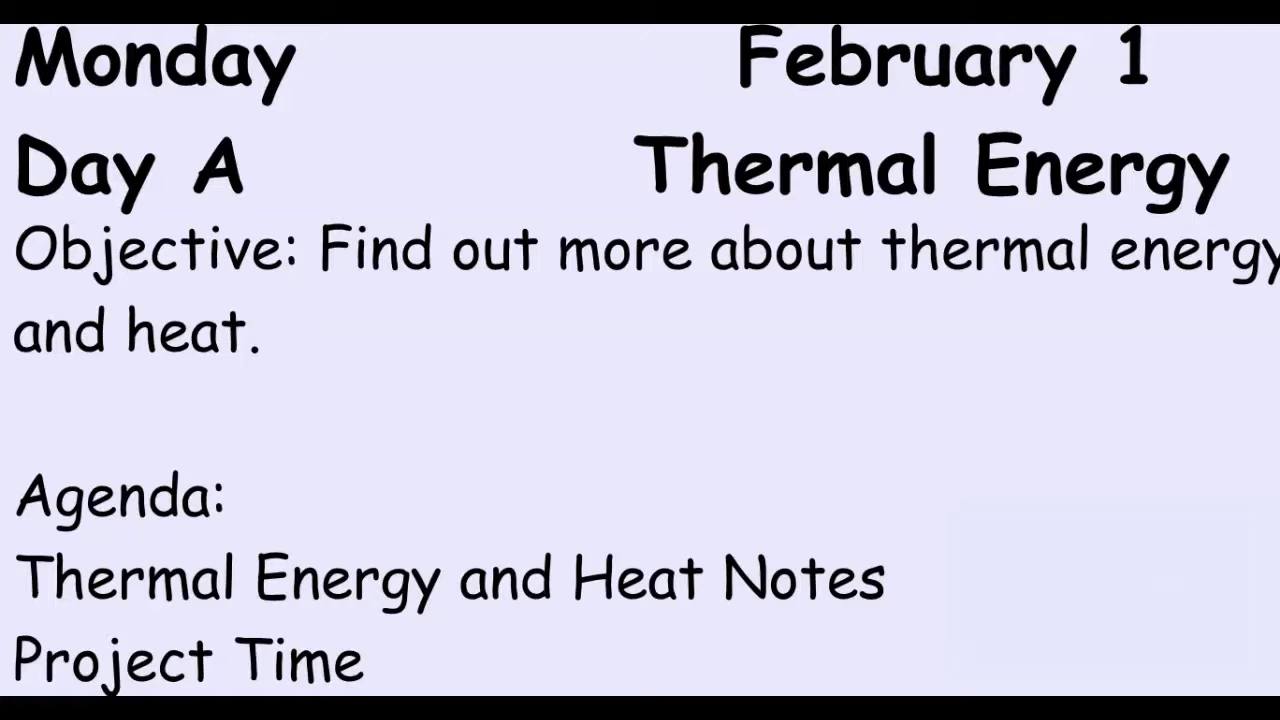 Monday February 1
Day A Thermal Energy
Objective: Find out more about thermal energy
and heat.
Agenda:
Thermal Energy and Heat Notes
Project Time